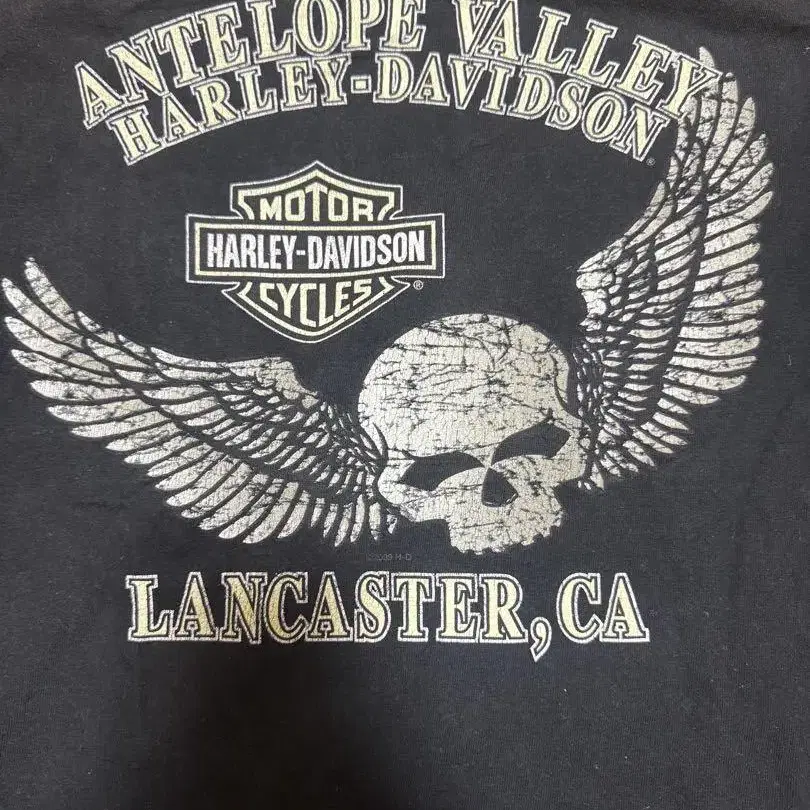 ANTELOPE VALLEY
HARLEY-DAVIDSON®
MOTOR
HARLEY-DAVIDSON
CYCLES®
LANCASTER, CA